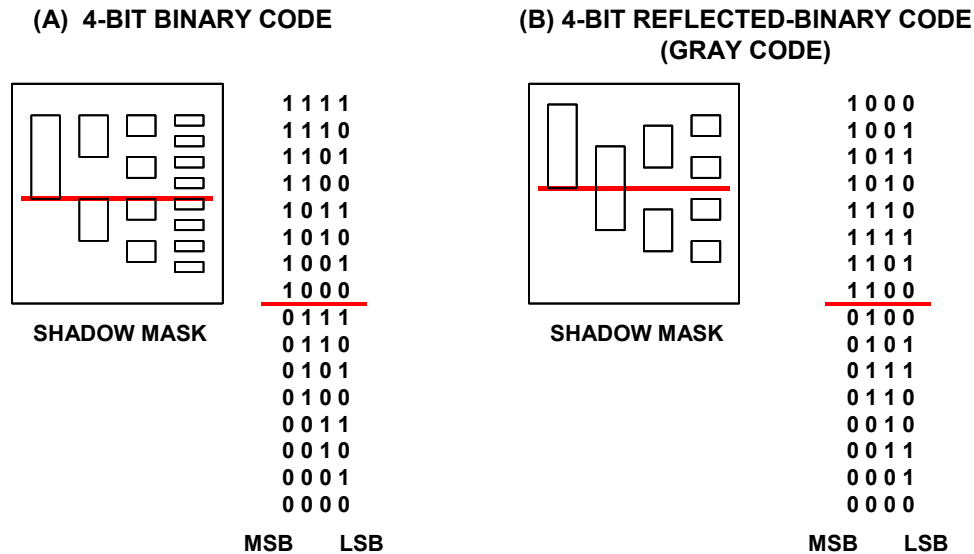 (A) 4-BIT BINARY CODE
1 1 1 1
1 1 1 0
1 1 0 1
1 1 0 0
1 0 1 1
1 0 1 0
1 0 0 1
1 0 0 0
0 1 1 1
0 1 1 0
0 1 0 1
0 1 0 0
0 0 1 1
0 0 1 0
0 0 0 1
0 0 0 0
SHADOW MASK
MSB LSB
(B) 4-BIT REFLECTED-BINARY CODE
(GRAY CODE)
1 0 0 0
1 0 0 1
1 0 1 1
1 0 1 0
1 1 1 0
1 1 1 1
1 1 0 1
1 1 0 0
0 1 0 0
0 1 0 1
0 1 1 1
0 1 1 0
0 0 1 0
0 0 1 1
0 0 0 1
0 0 0 0
SHADOW MASK
MSB LSB